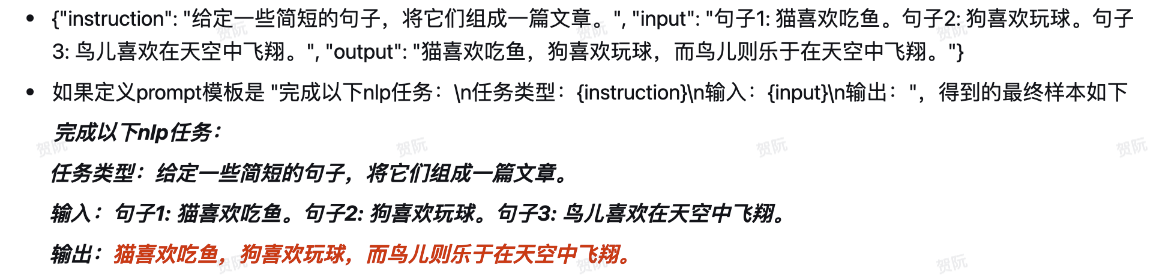 • {"instruction": "给定一些简短的句子，将它们组成一篇文章。", "input": "句子1: 猫喜欢吃鱼。句子2: 狗喜欢玩球。句子
3: 鸟儿喜欢在天空中飞翔。", "output": "猫喜欢吃鱼，狗喜欢玩球，而鸟儿则乐于在天空中飞翔。"}
• 如果定义prompt模板是 "完成以下nlp任务：\n任务类型：{instruction}\n输入：{input}\n输出："，得到的最终样本如下
完成以下nlp任务：
任务类型：给定一些简短的句子，将它们组成一篇文章。
输入：句子1: 猫喜欢吃鱼。句子2: 狗喜欢玩球。句子3: 鸟儿喜欢在天空中飞翔。
输出：猫喜欢吃鱼，狗喜欢玩球，而鸟儿则乐于在天空中飞翔。
贺阮 贺阮 贺阮
贺阮 贺阮 贺阮 贺阮
贺阮 贺阮 贺阮